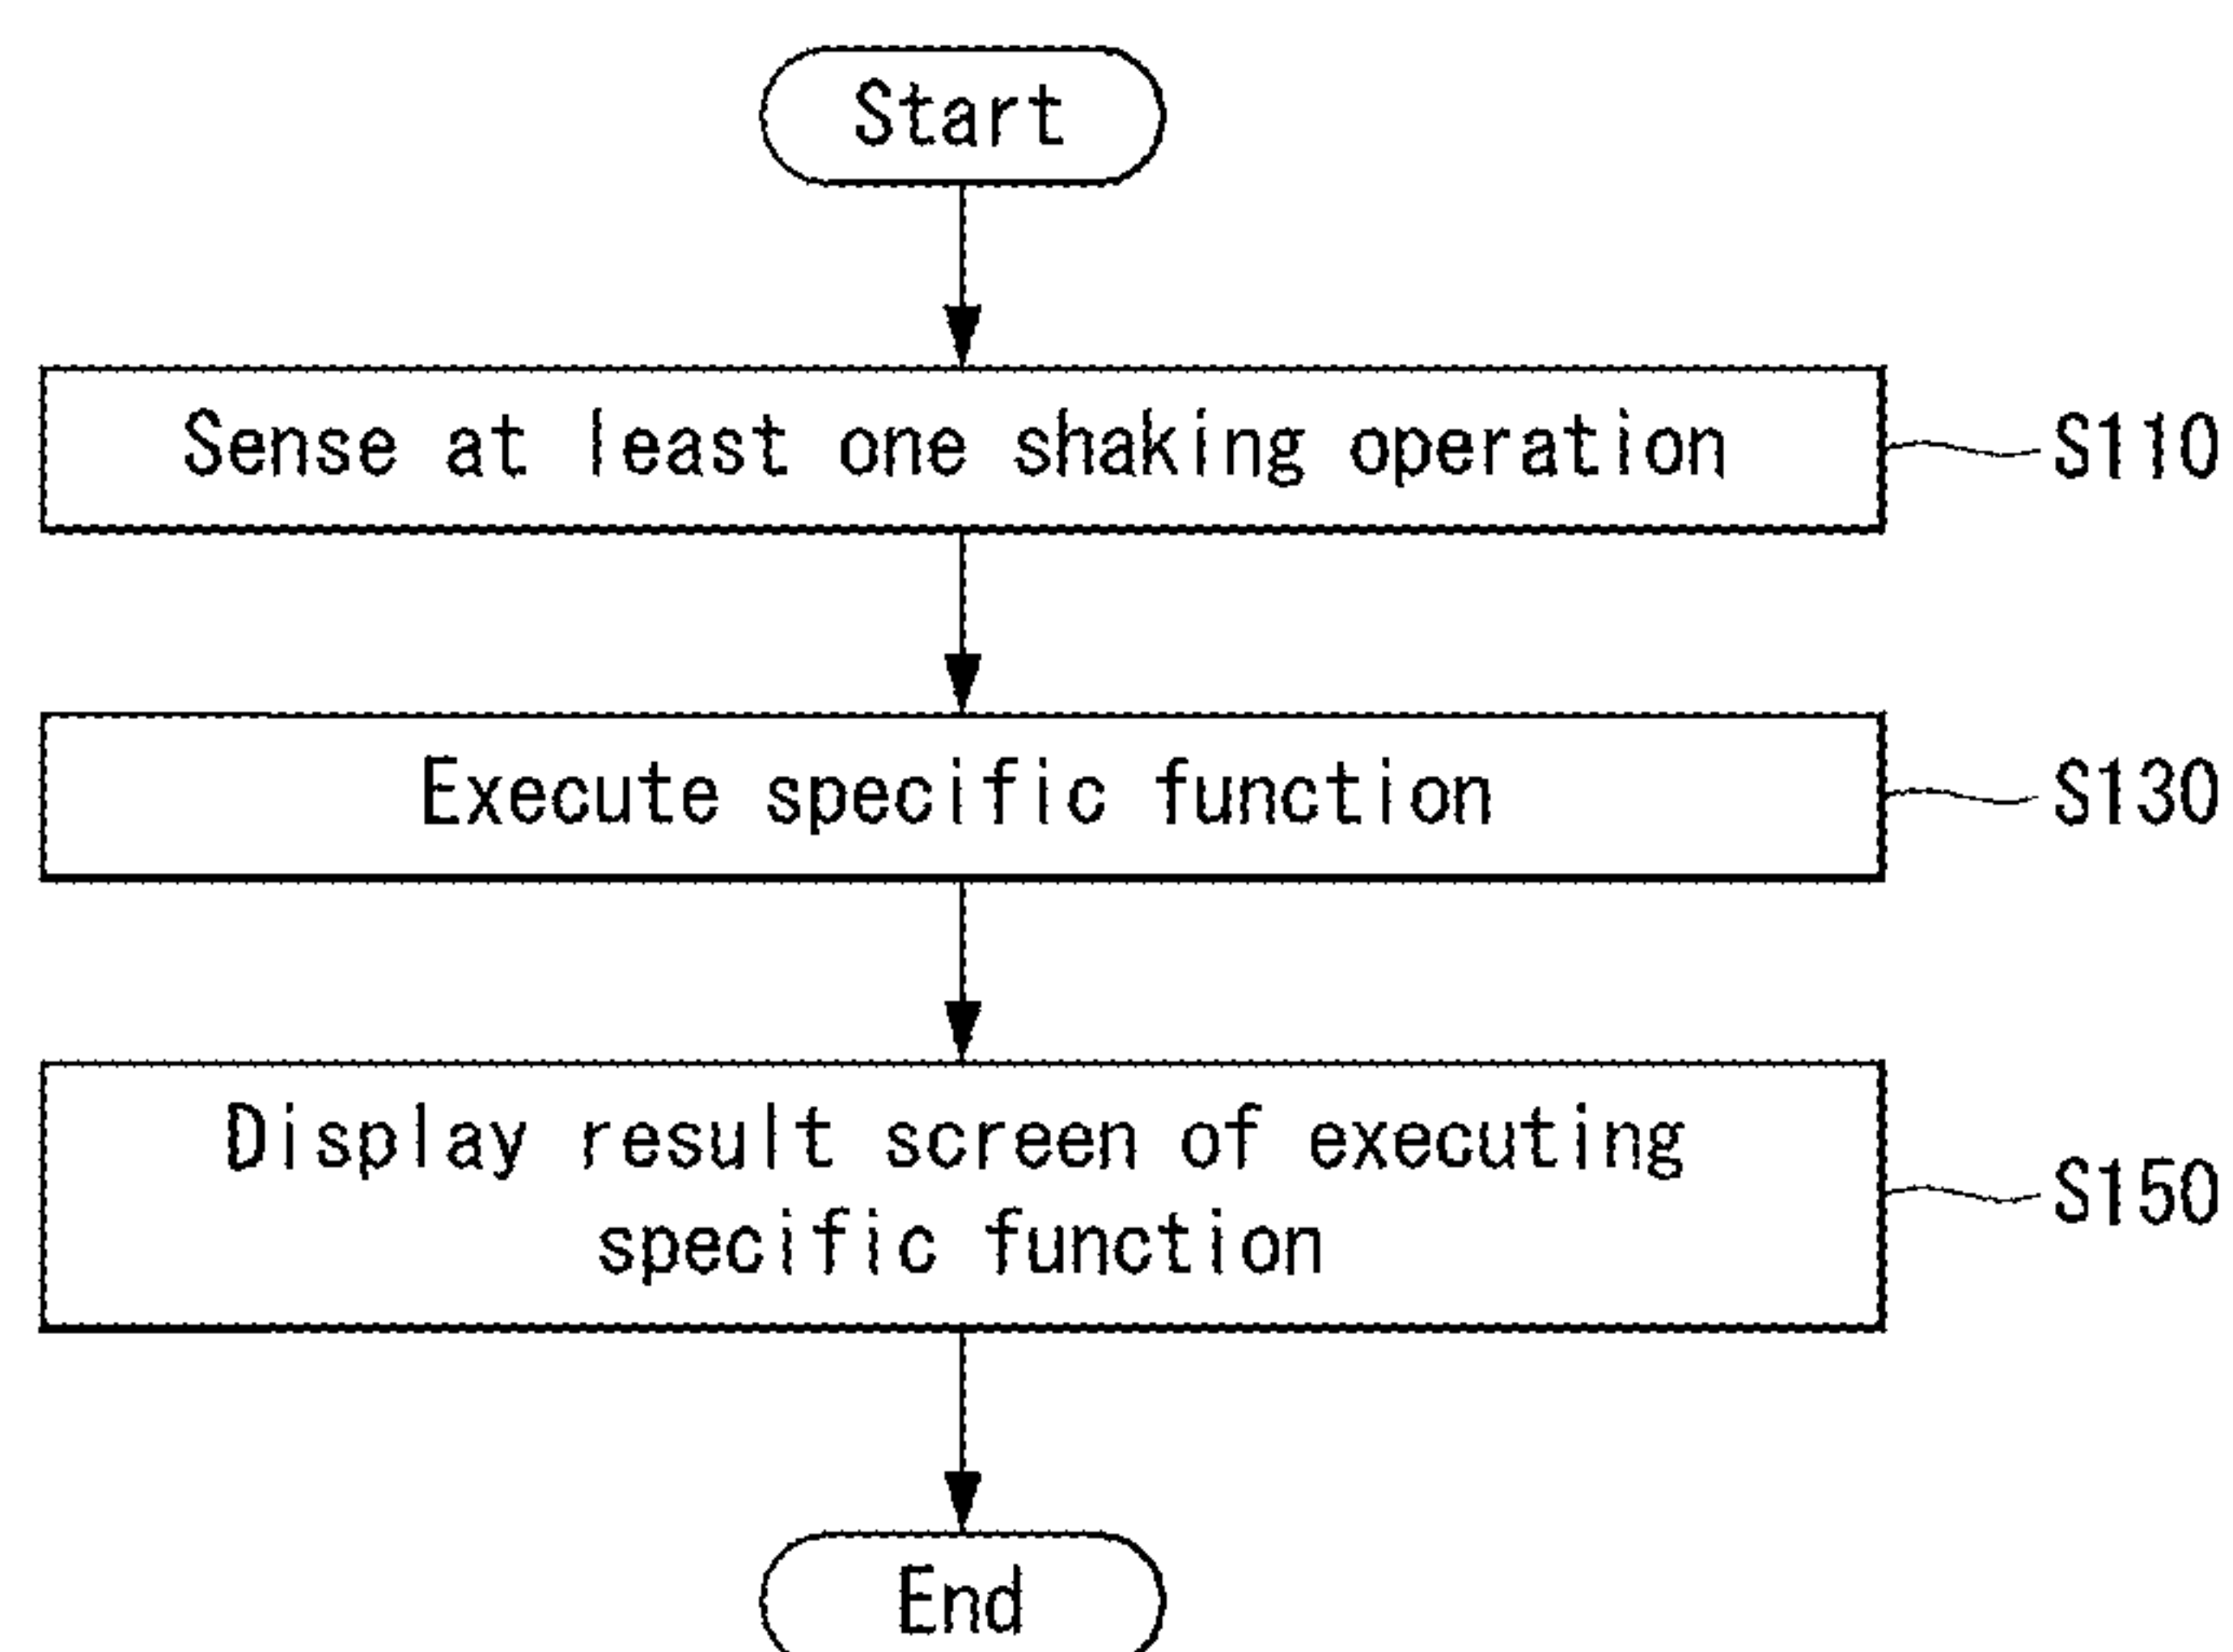 Start
Sense at least one shaking operation
S110
Execute specific function
S130
Display result screen of executing
specific function
S150
End